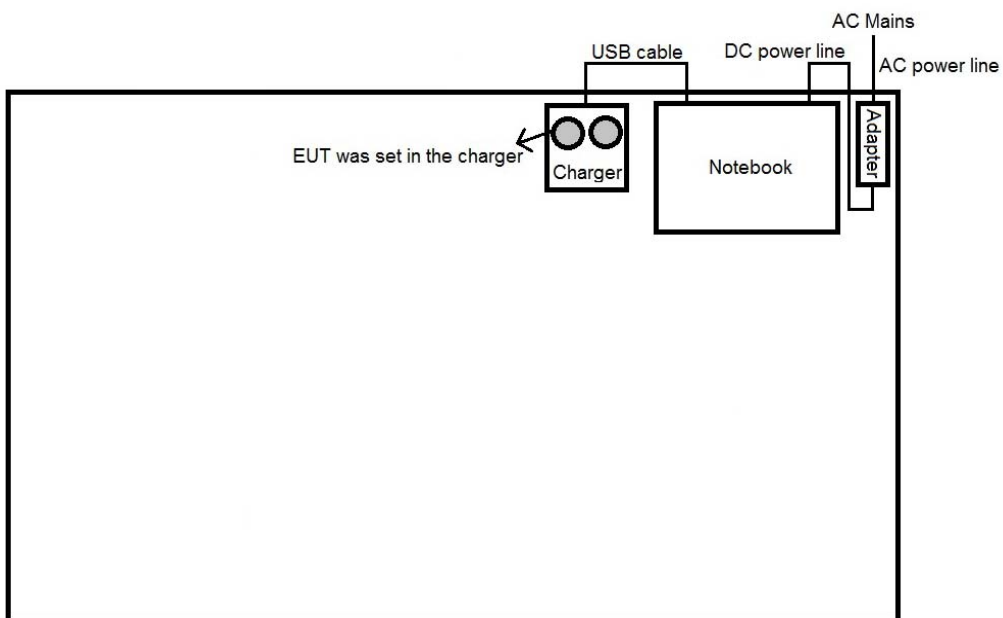 AC Mains
USB cable
DC power line
AC power line
Adapter
EUT was set in the charger
Charger
Notebook